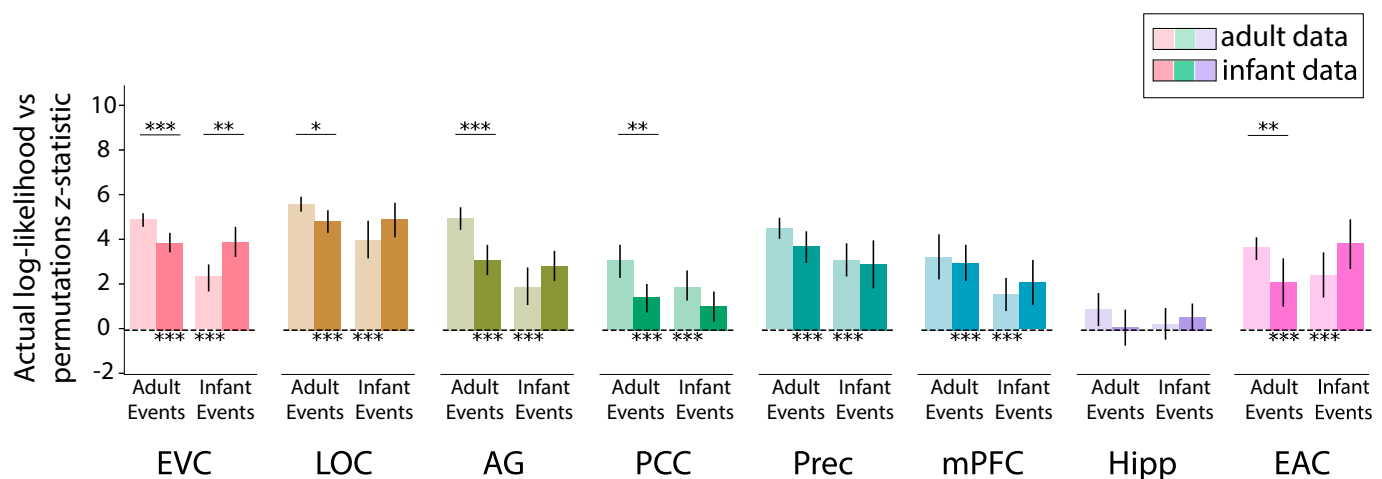 adult data
infant data
Actual log-likelihood vs
permutations z-statistic
10
8
6
4
2
0
-2
*** ** * *** ** **
*** *** *** *** *** *** *** *** *** *** *** *** *** ***
Adult Infant Adult Infant Adult Infant Adult Infant Adult Infant Adult Infant Adult Infant Adult Infant
Events Events Events Events Events Events Events Events Events Events Events Events Events Events Events Events
EVC LOC AG PCC Prec mPFC Hipp EAC